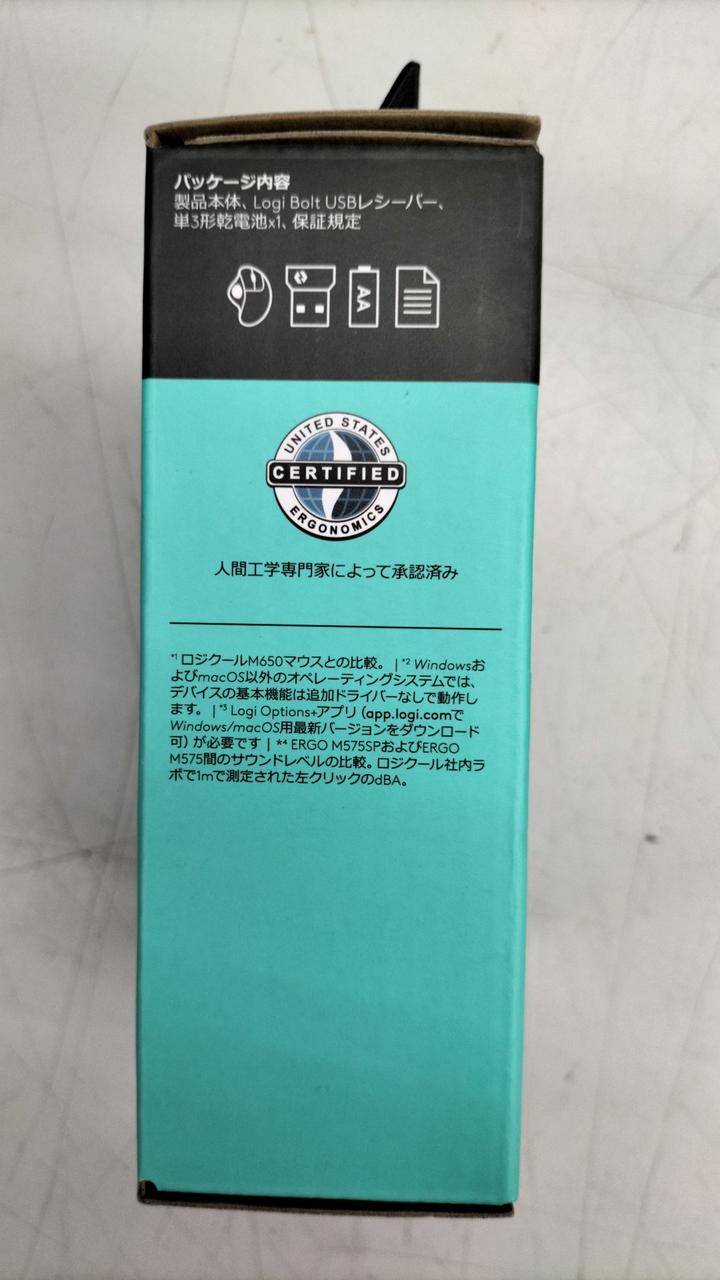 パッケージ内容
製品本体、Logi Bolt USBレシーバー、
単3形乾電池x1、保証規定
AA
UNITED STATES
CERTIFIED
ERGONOMICS
人間工学専門家によって承認済み
*1 ロジクールM650マウスとの比較。 | *2 Windowsお
よびmacOS以外のオペレーティングシステムでは、
デバイスの基本機能は追加ドライバーなしで動作し
ます。 | *3 Logi Options+アプリ（app.logi.comで
Windows/macOS用最新バージョンをダウンロード
可）が必要です | *4 ERGO M575SPおよびERGO
M575間のサウンドレベルの比較。ロジクール社内ラ
ボで1mで測定された左クリックのdBA。